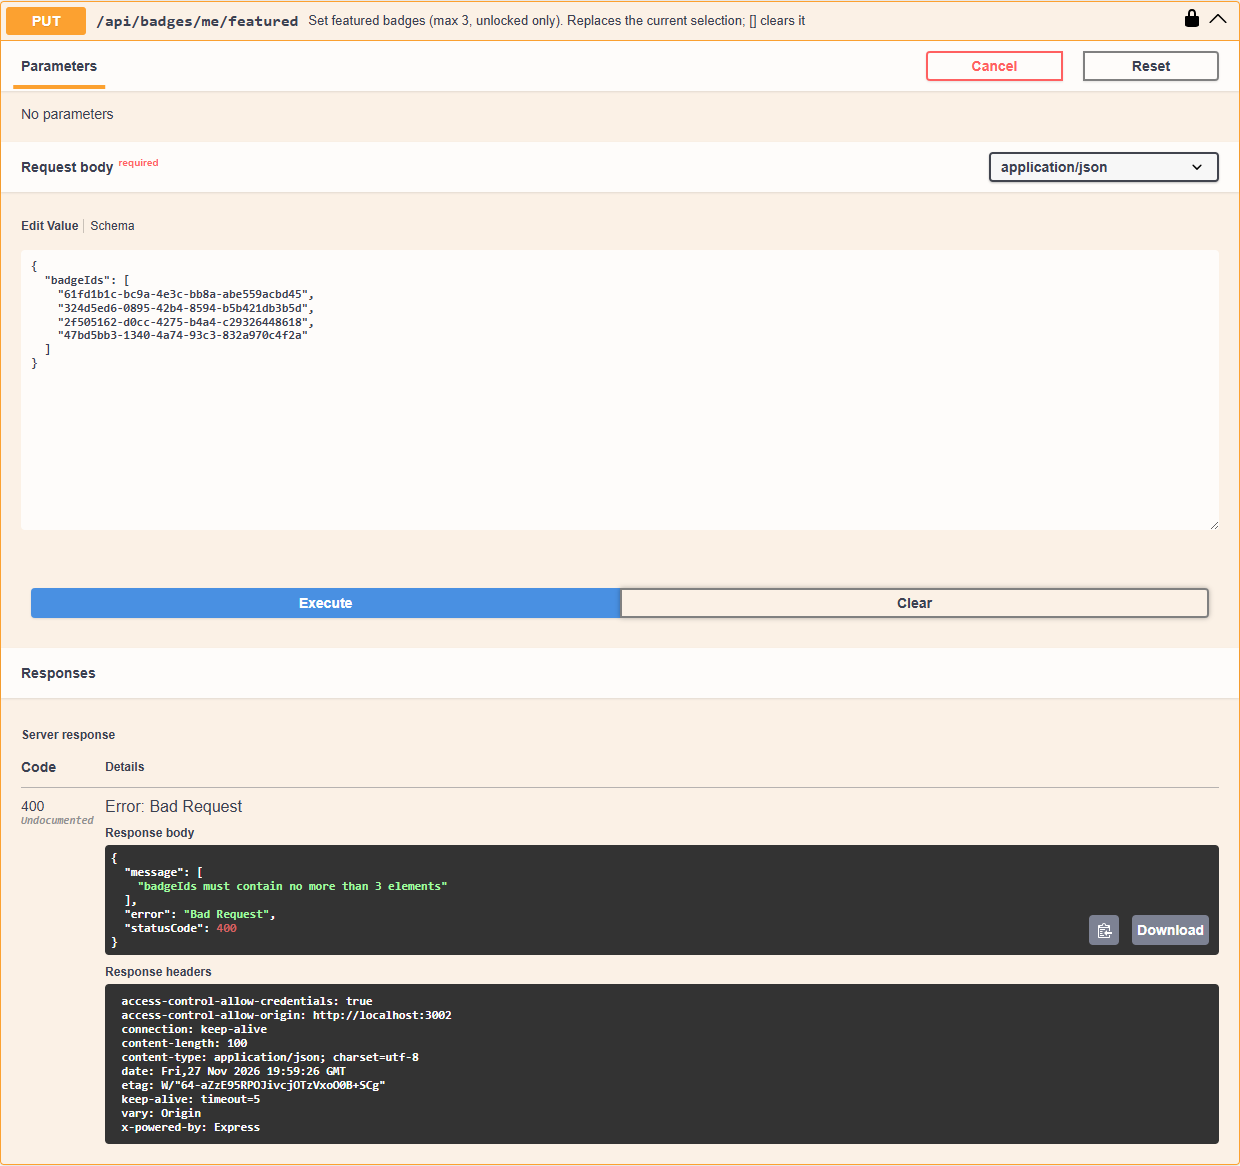 PUT /api/badges/me/featured Set featured badges (max 3, unlocked only). Replaces the current selection; [] clears it
Parameters
Cancel
Reset
No parameters
Request body required
application/json
Edit Value | Schema
{
  "badgeIds": [
    "61fd1b1c-bc9a-4e3c-bb8a-abe559acbd45",
    "324d5ed6-0895-42b4-8594-b5b421db3b5d",
    "2f505162-d0cc-4275-b4a4-c29326448618",
    "47bd5bb3-1340-4a74-93c3-832a970c4f2a"
  ]
}
Execute
Clear
Responses
Server response
Code Details
400 Error: Bad Request
Undocumented
Response body
{
  "message": [
    "badgeIds must contain no more than 3 elements"
  ],
  "error": "Bad Request",
  "statusCode": 400
}
Download
Response headers
access-control-allow-credentials: true
access-control-allow-origin: http://localhost:3002
connection: keep-alive
content-length: 100
content-type: application/json; charset=utf-8
date: Fri,27 Nov 2026 19:59:26 GMT
etag: W/"64-aZzE95RPOJivcjOTzVxoO0B+SCg"
keep-alive: timeout=5
vary: Origin
x-powered-by: Express